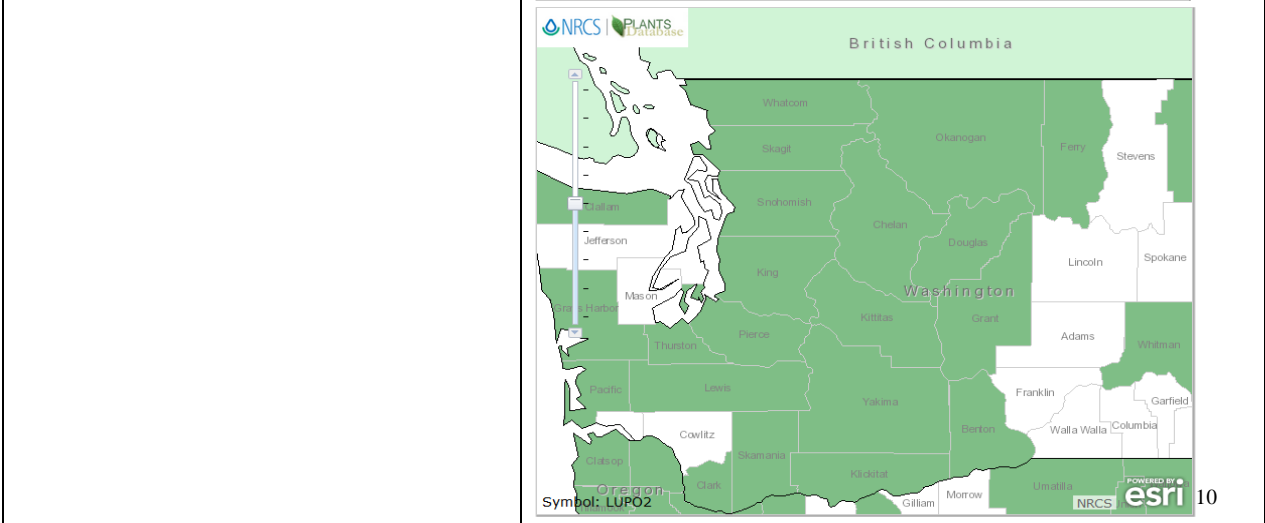 NRCS | PLANTS
Database
British Columbia
Whatcom
Okanogan
Ferry
Skagit
Stevens
Snohomish
Clallam
Chelan
Jefferson
Douglas
Spokane
Lincoln
King
Washington
Mason
Grays Harbor
Kittitas
Grant
Pierce
Adams
Thurston
Whitman
Pacific
Lewis
Franklin
Yakima
Garfield
Columbia
Benton
Walla Walla
Cowlitz
Skamania
Clatsop
Klickitat
Clark
Oregon
Umatilla
Morrow
Gilliam
Symbol: LUPO2
NRCS
POWERED BY
esri
10